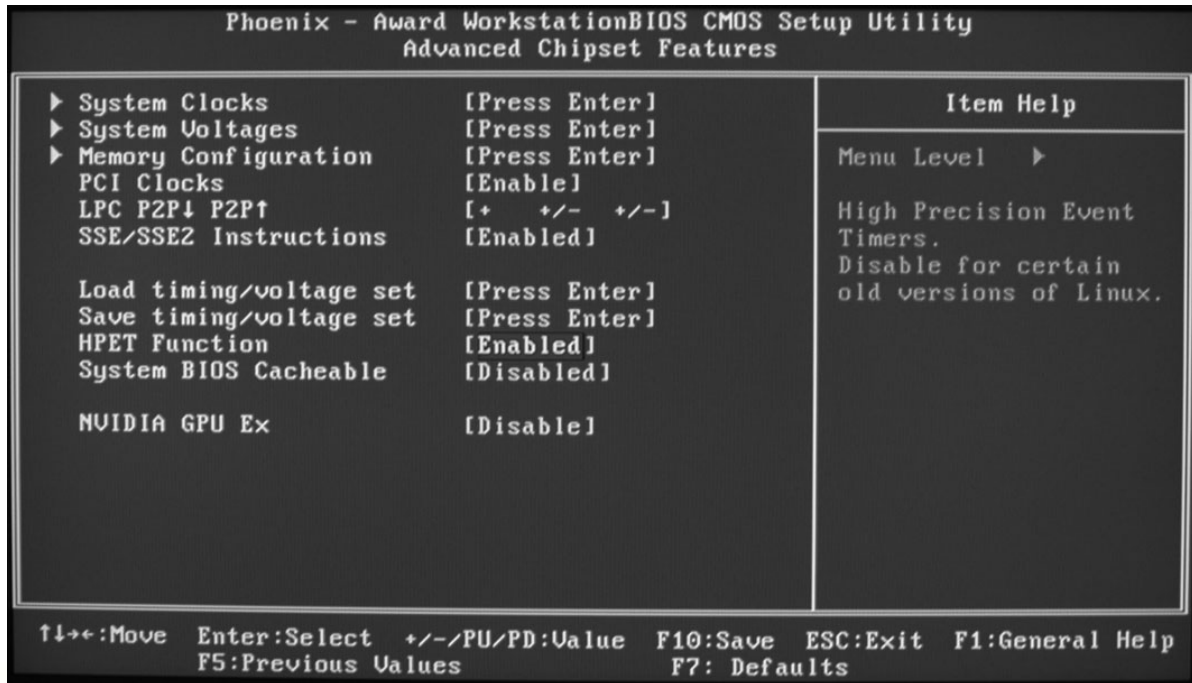 Phoenix - Award WorkstationBIOS CMOS Setup Utility
Advanced Chipset Features
▶ System Clocks [Press Enter]
▶ System Voltages [Press Enter]
▶ Memory Configuration [Press Enter]
PCI Clocks [Enable]
LPC P2P↓ P2P↑ [+ +/- +/-]
SSE/SSE2 Instructions [Enabled]
Load timing/voltage set [Press Enter]
Save timing/voltage set [Press Enter]
HPET Function [Enabled]
System BIOS Cacheable [Disabled]
NVIDIA GPU Ex [Disable]
Item Help
Menu Level ▶
High Precision Event
Timers.
Disable for certain
old versions of Linux.
↑↓→←:Move Enter:Select +/-/PU/PD:Value F10:Save ESC:Exit F1:General Help
F5:Previous Values F7: Defaults